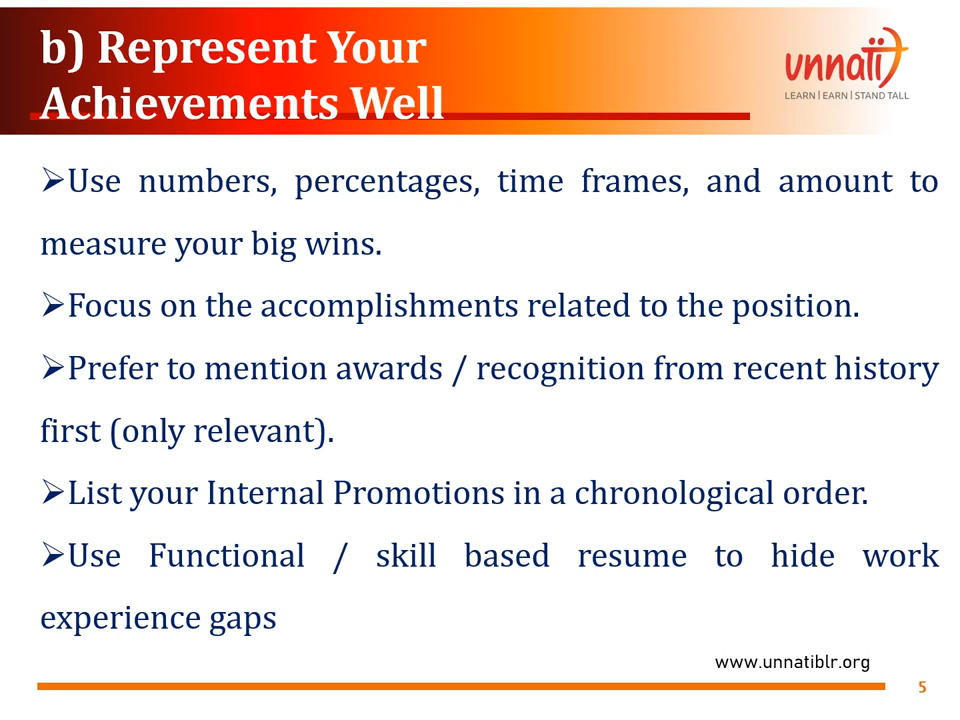 b) Represent Your
Achievements Well
unnati
LEARN | EARN | STAND TALL
➢Use numbers, percentages, time frames, and amount to
measure your big wins.
➢Focus on the accomplishments related to the position.
➢Prefer to mention awards / recognition from recent history
first (only relevant).
➢List your Internal Promotions in a chronological order.
➢Use Functional / skill based resume to hide work
experience gaps
www.unnatiblr.org
5